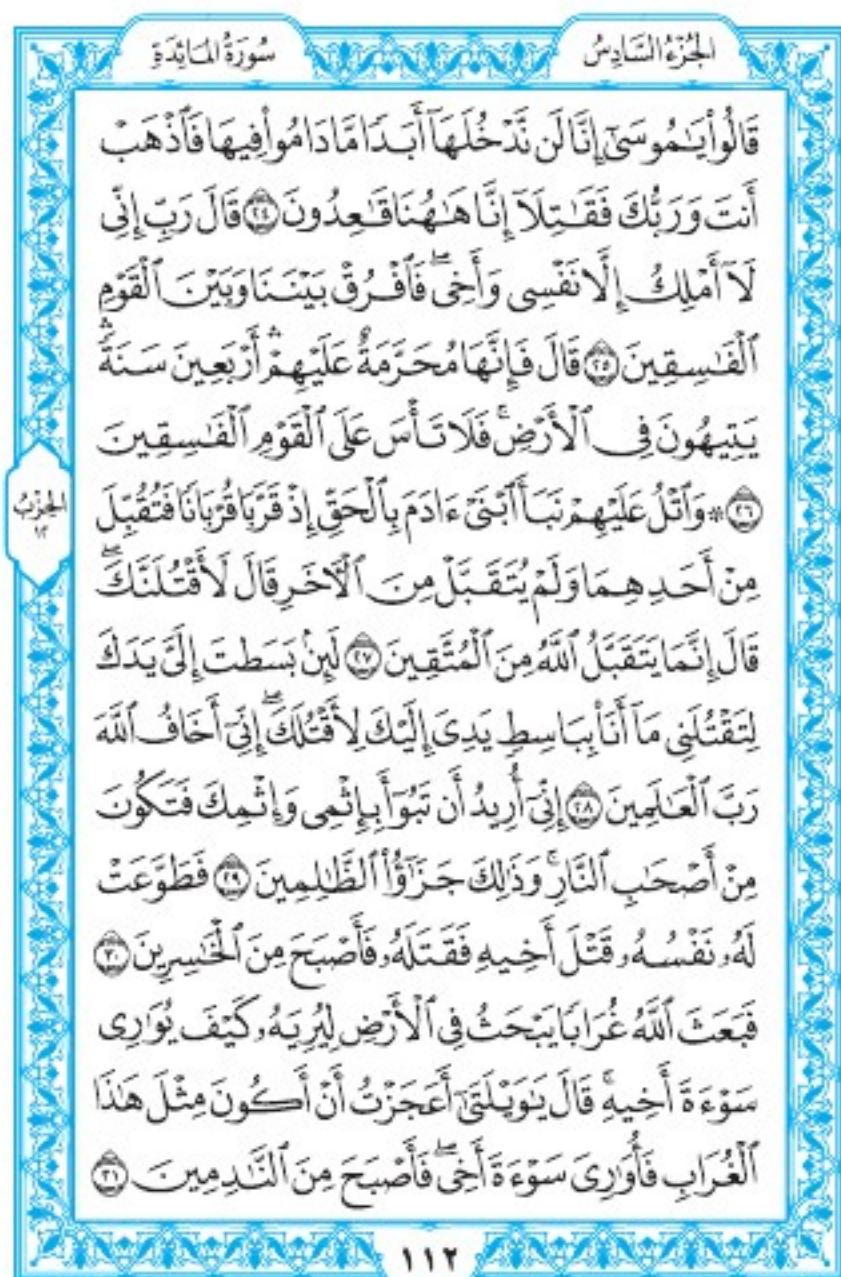 الجُزْءُ السَّادِسُ
سُورَةُ المَائِدَةِ
قَالُواْ يَٰمُوسَىٰٓ إِنَّا لَن نَّدْخُلَهَآ أَبَدٗا مَّا دَامُواْ فِيهَا فَٱذْهَبْ
أَنتَ وَرَبُّكَ فَقَٰتِلَآ إِنَّا هَٰهُنَا قَٰعِدُونَ ٢٤ قَالَ رَبِّ إِنِّي
لَآ أَمْلِكُ إِلَّا نَفْسِي وَأَخِيۖ فَٱفْرُقْ بَيْنَنَا وَبَيْنَ ٱلْقَوْمِ
ٱلْفَٰسِقِينَ ٢٥ قَالَ فَإِنَّهَا مُحَرَّمَةٌ عَلَيْهِمْۛ أَرْبَعِينَ سَنَةٗۛ
يَتِيهُونَ فِي ٱلْأَرْضِۚ فَلَا تَأْسَ عَلَى ٱلْقَوْمِ ٱلْفَٰسِقِينَ
٢٦ ۞ وَٱتْلُ عَلَيْهِمْ نَبَأَ ٱبْنَيْ ءَادَمَ بِٱلْحَقِّ إِذْ قَرَّبَا قُرْبَانٗا فَتُقُبِّلَ
مِنْ أَحَدِهِمَا وَلَمْ يُتَقَبَّلْ مِنَ ٱلْأٓخَرِ قَالَ لَأَقْتُلَنَّكَۖ
قَالَ إِنَّمَا يَتَقَبَّلُ ٱللَّهُ مِنَ ٱلْمُتَّقِينَ ٢٧ لَئِنۢ بَسَطتَ إِلَيَّ يَدَكَ
لِتَقْتُلَنِي مَآ أَنَا۠ بِبَاسِطٖ يَدِيَ إِلَيْكَ لِأَقْتُلَكَۖ إِنِّيٓ أَخَافُ ٱللَّهَ
رَبَّ ٱلْعَٰلَمِينَ ٢٨ إِنِّيٓ أُرِيدُ أَن تَبُوٓأَ بِإِثْمِي وَإِثْمِكَ فَتَكُونَ
مِنْ أَصْحَٰبِ ٱلنَّارِۚ وَذَٰلِكَ جَزَٰٓؤُاْ ٱلظَّٰلِمِينَ ٢٩ فَطَوَّعَتْ
لَهُۥ نَفْسُهُۥ قَتْلَ أَخِيهِ فَقَتَلَهُۥ فَأَصْبَحَ مِنَ ٱلْخَٰسِرِينَ ٣٠
فَبَعَثَ ٱللَّهُ غُرَابٗا يَبْحَثُ فِي ٱلْأَرْضِ لِيُرِيَهُۥ كَيْفَ يُوَٰرِي
سَوْءَةَ أَخِيهِۚ قَالَ يَٰوَيْلَتَىٰٓ أَعَجَزْتُ أَنْ أَكُونَ مِثْلَ هَٰذَا
ٱلْغُرَابِ فَأُوَٰرِيَ سَوْءَةَ أَخِيۖ فَأَصْبَحَ مِنَ ٱلنَّٰدِمِينَ ٣١
الحِزْبُ
١٢
١١٢